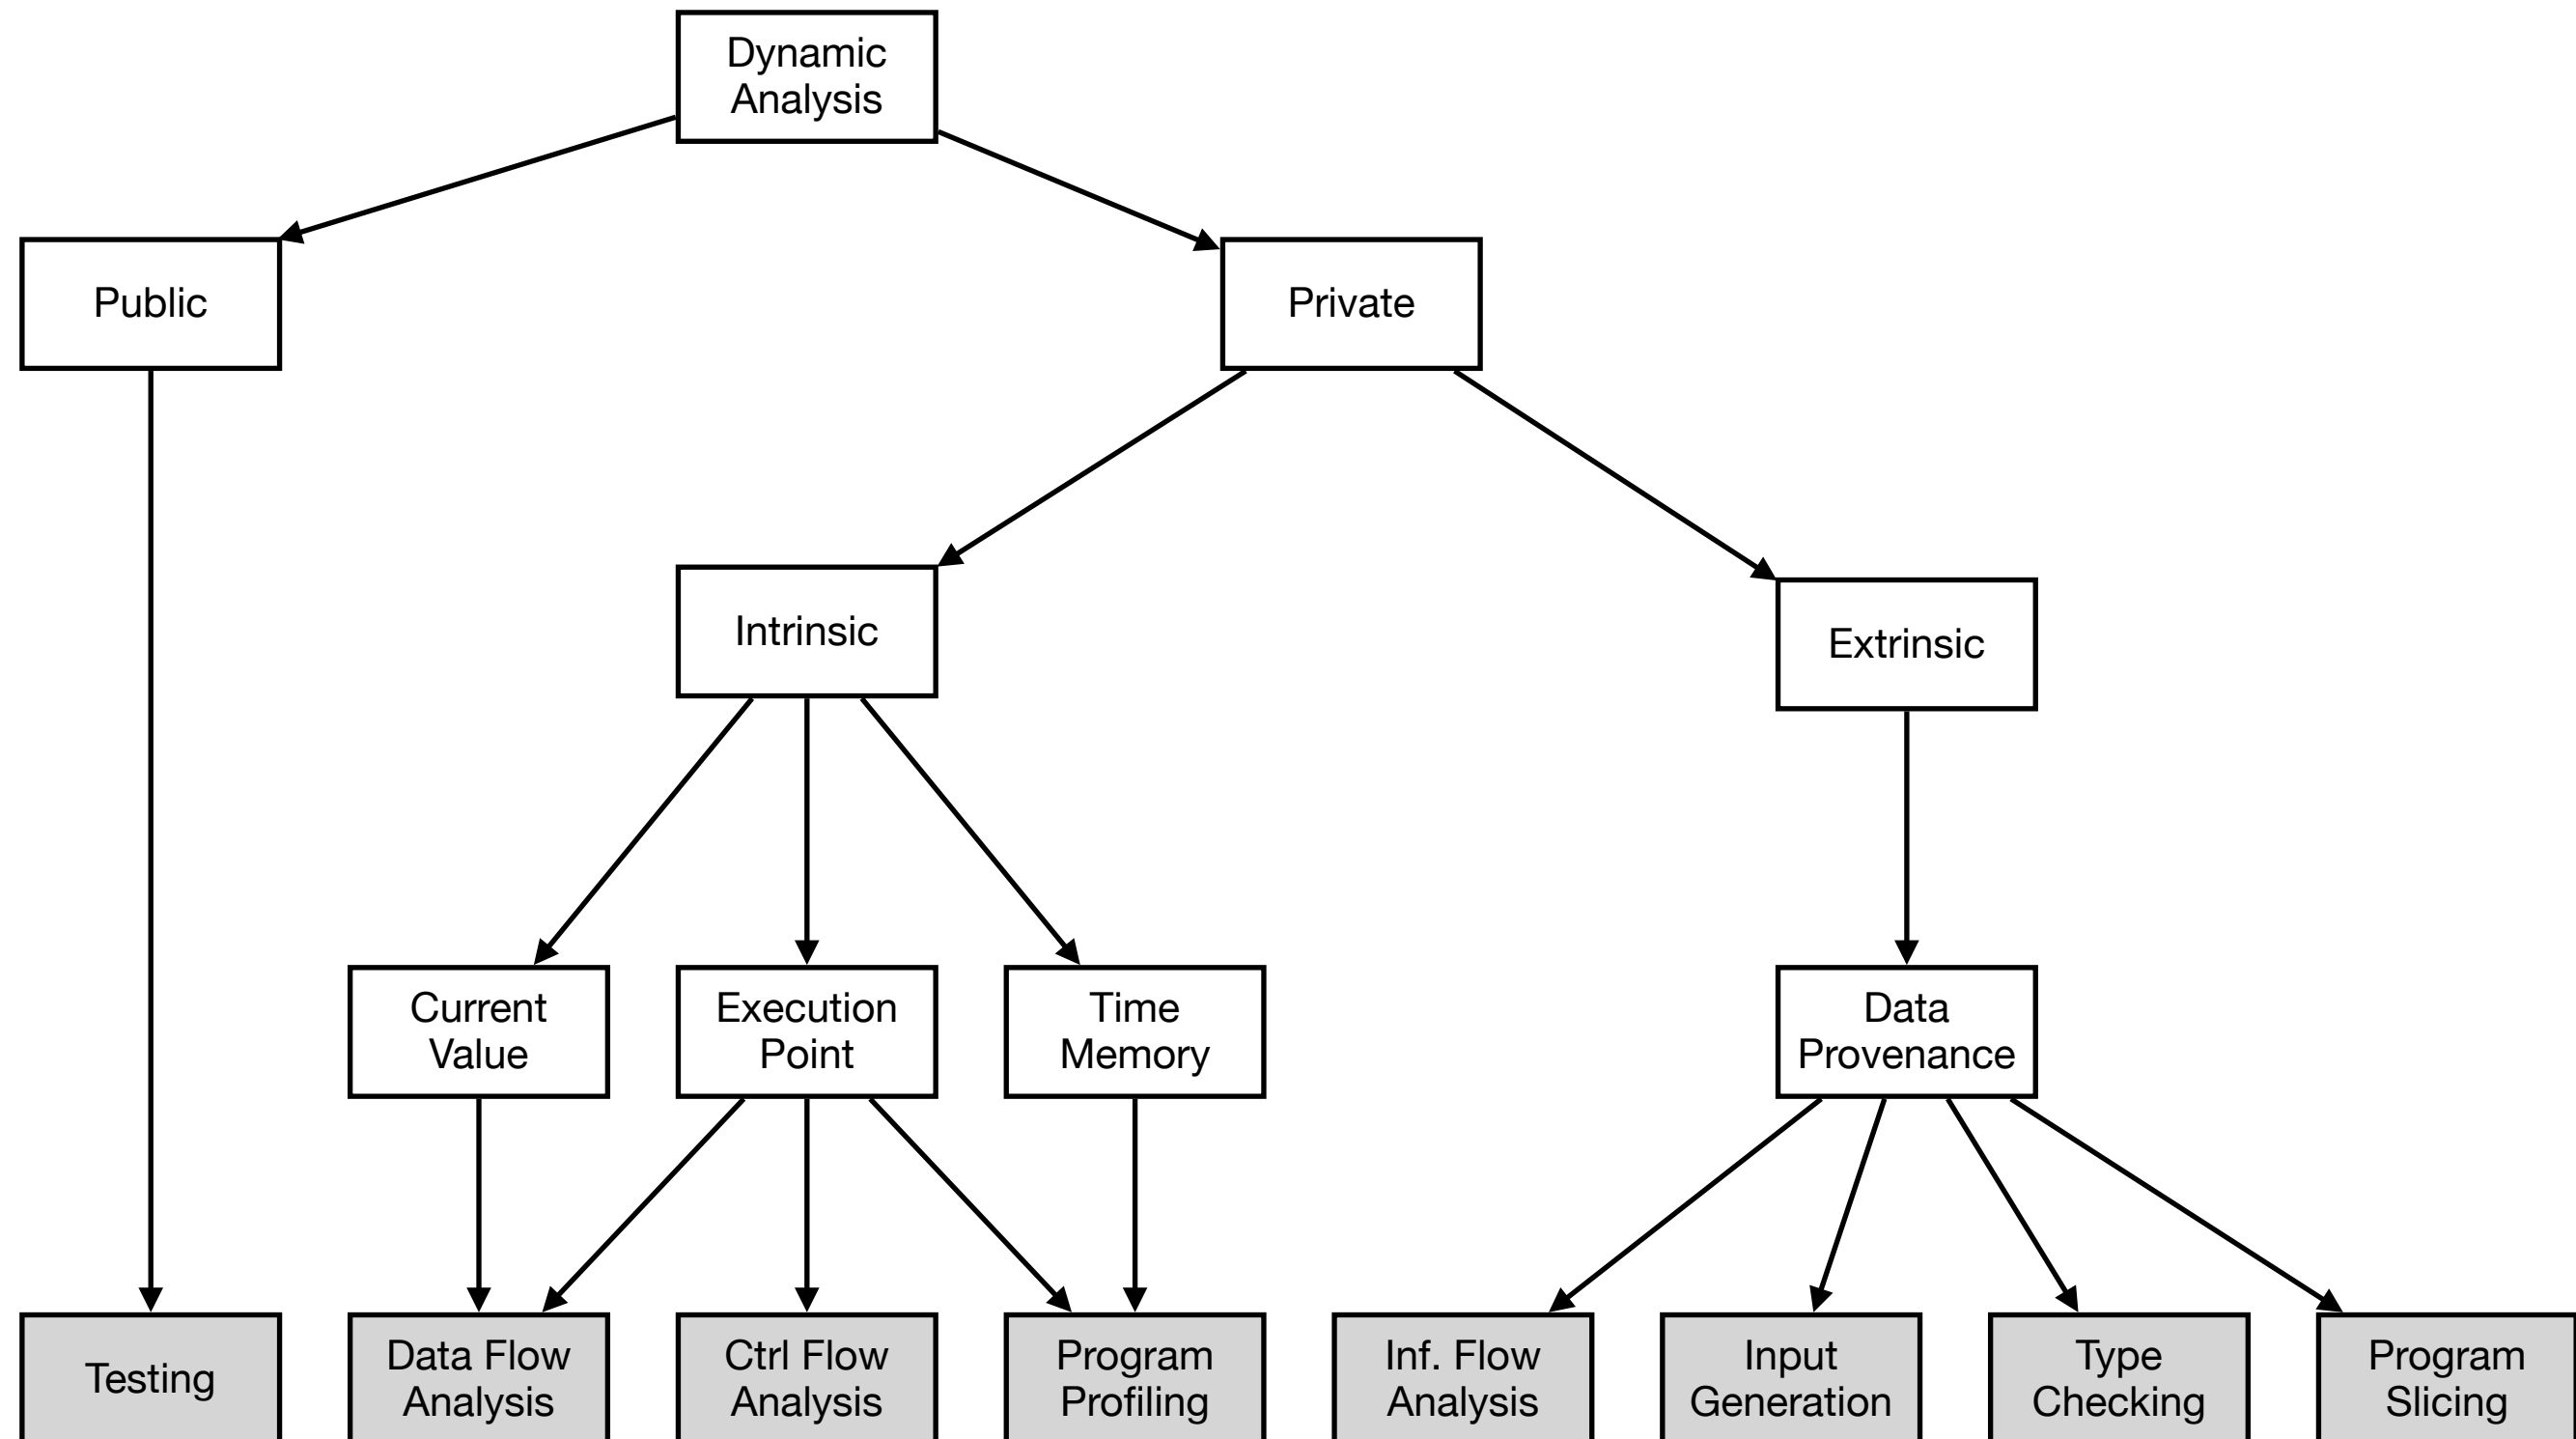 Dynamic
Analysis
Public
Private
Intrinsic
Extrinsic
Current
Value
Execution
Point
Time
Memory
Data
Provenance
Testing
Data Flow
Analysis
Ctrl Flow
Analysis
Program
Profiling
Inf. Flow
Analysis
Input
Generation
Type
Checking
Program
Slicing